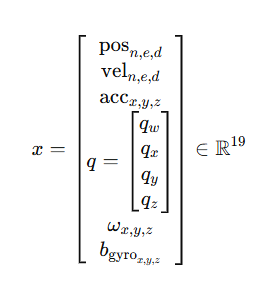 pos_{n,e,d}
vel_{n,e,d}
acc_{x,y,z}
x = q = [q_w
q_x
q_y
q_z] ∈ ℝ^{19}
ω_{x,y,z}
b_{gyro_{x,y,z}}